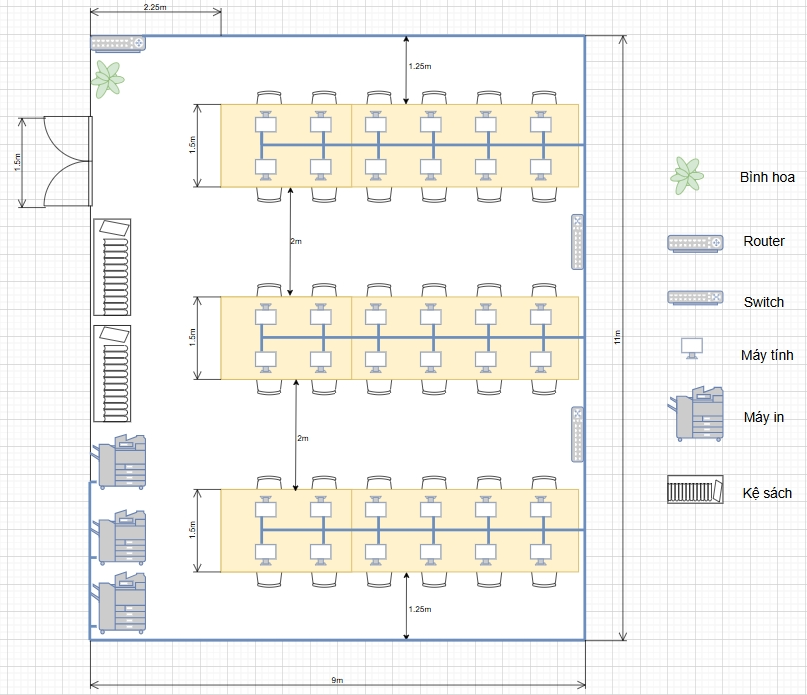 2.25m
1.25m
1.5m
1.5m
2m
1.5m
11m
2m
1.5m
1.25m
9m
Bình hoa
Router
Switch
Máy tính
Máy in
Kệ sách